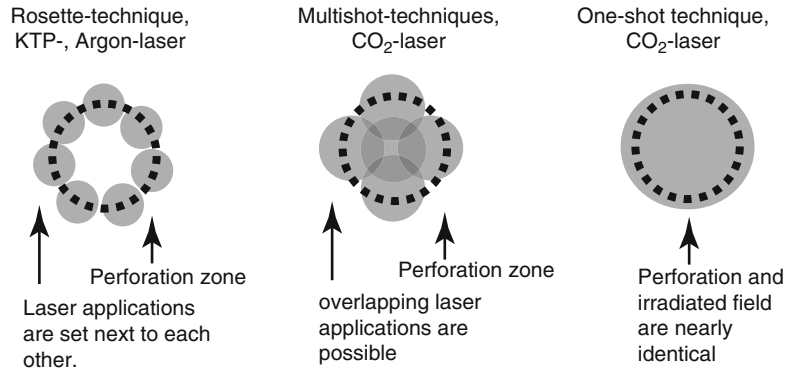 Rosette-technique,
KTP-, Argon-laser
Multishot-techniques,
CO₂-laser
One-shot technique,
CO₂-laser
Perforation zone
Laser applications
are set next to each
other.
Perforation zone
overlapping laser
applications are
possible
Perforation and
irradiated field
are nearly
identical